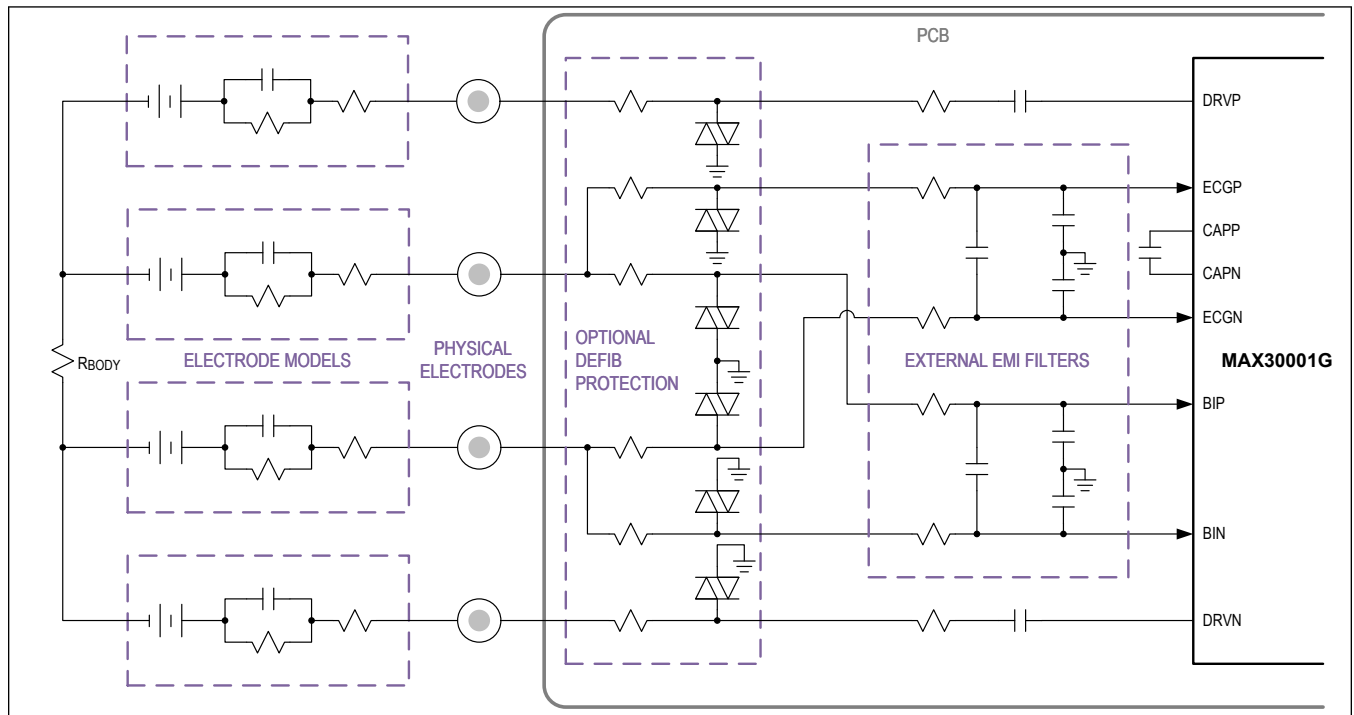 PCB
DRVP
ECGP
CAPP
CAPN
ECGN
RBODY
ELECTRODE MODELS
PHYSICAL
ELECTRODES
OPTIONAL
DEFIB
PROTECTION
EXTERNAL EMI FILTERS
MAX30001G
BIP
BIN
DRVN